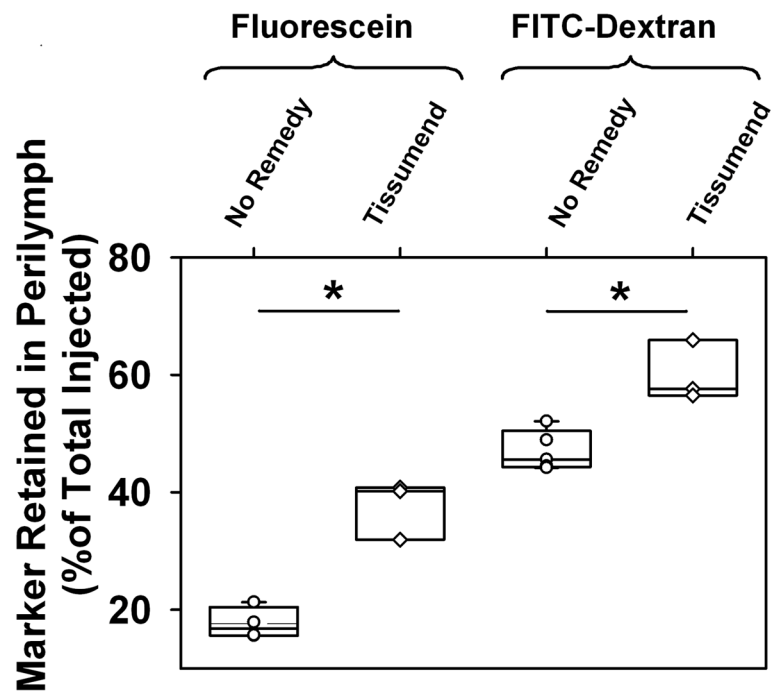 Fluorescein
FITC-Dextran
No Remedy
Tissumend
No Remedy
Tissumend
Marker Retained in Perilymph
(%of Total Injected)
80
60
40
20
*
*